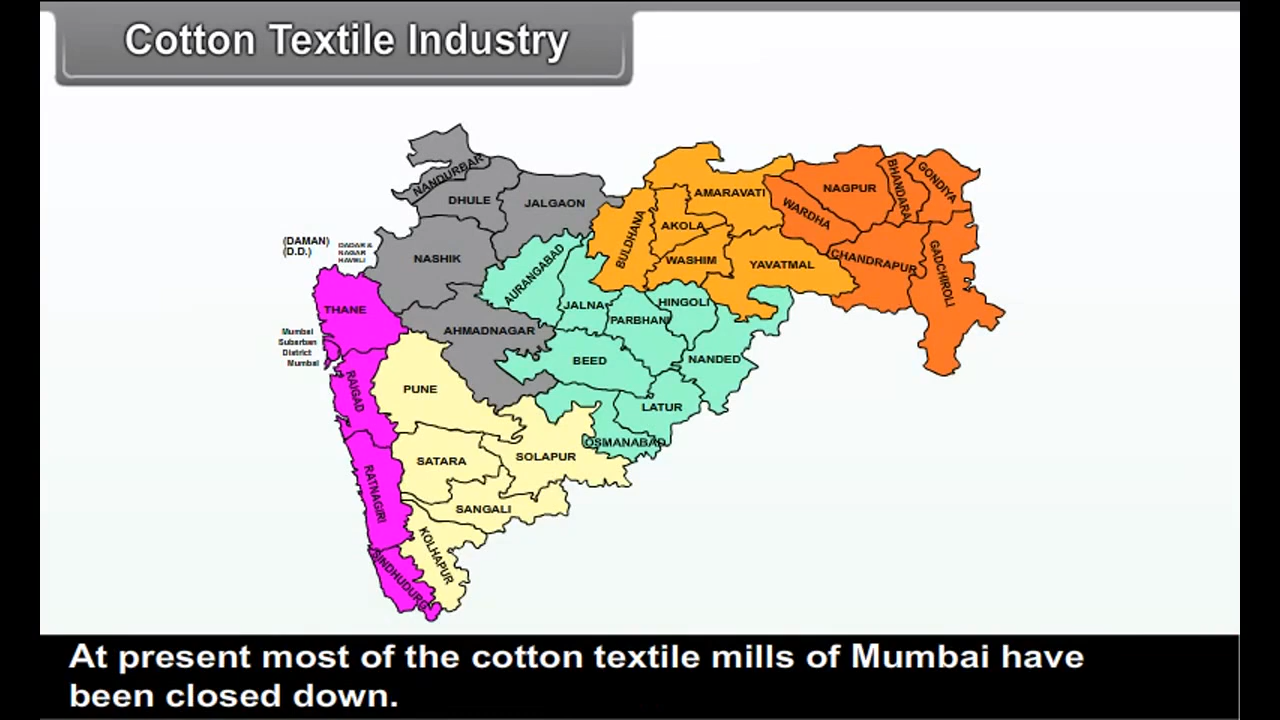 Cotton Textile Industry
NANDURBAR
DHULE
JALGAON
NASHIK
AHMADNAGAR
(DAMAN)
(D.D.)
DADAR &
NAGAR
HAVELI
THANE
Mumbai
Subarban
District
Mumbai
RAIGAD
RATNAGIRI
SINDHUDURG
PUNE
SATARA
SOLAPUR
SANGALI
KOLHAPUR
AURANGABAD
JALNA
PARBHANI
HINGOLI
BEED
NANDED
LATUR
OSMANABAD
BULDHANA
AKOLA
AMARAVATI
WASHIM
YAVATMAL
WARDHA
NAGPUR
BHANDARA
GONDIYA
CHANDRAPUR
GADCHIROLI
At present most of the cotton textile mills of Mumbai have
been closed down.